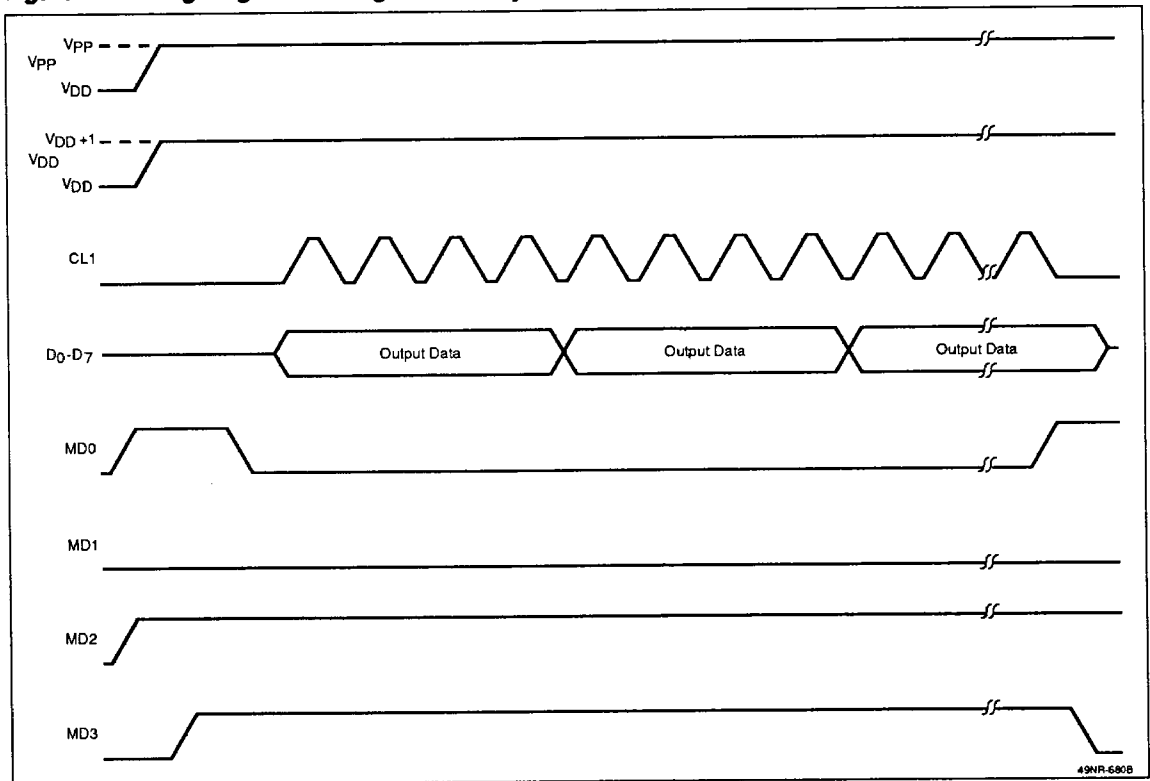 VPP
VPP
VDD
VDD +1
VDD
VDD
CL1
D0-D7
Output Data
Output Data
Output Data
MD0
MD1
MD2
MD3
49NR-680B